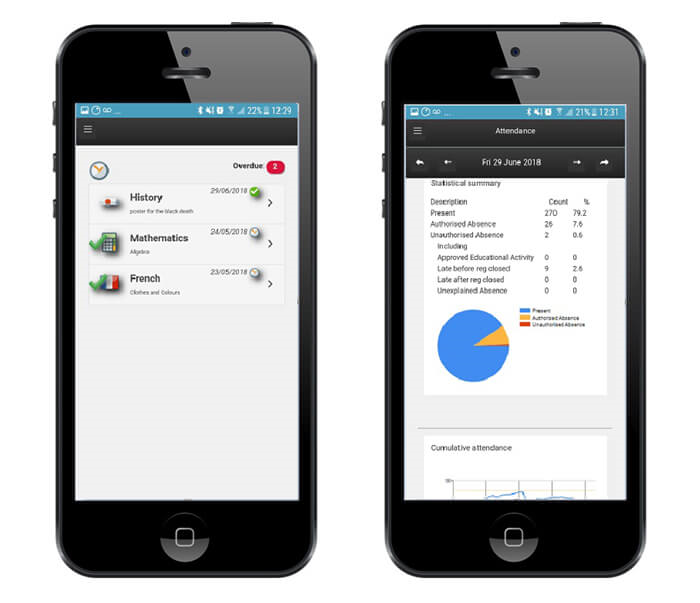 ... 22% 12:29
Overdue: 2
History
29/06/2018
poster for the black death
Mathematics
24/05/2018
Algebra
French
23/05/2018
Clothes and Colours
... 21% 12:31
Attendance
Fri 29 June 2018
Statistical summary
Description Count %
Present 270 79.2
Authorised Absence 26 7.6
Unauthorised Absence 2 0.6
Including
Approved Educational Activity 0 0
Late before reg closed 9 2.6
Late after reg closed 0 0
Unexplained Absence 0 0
Present
Authorised Absence
Unauthorised Absence
Cumulative attendance